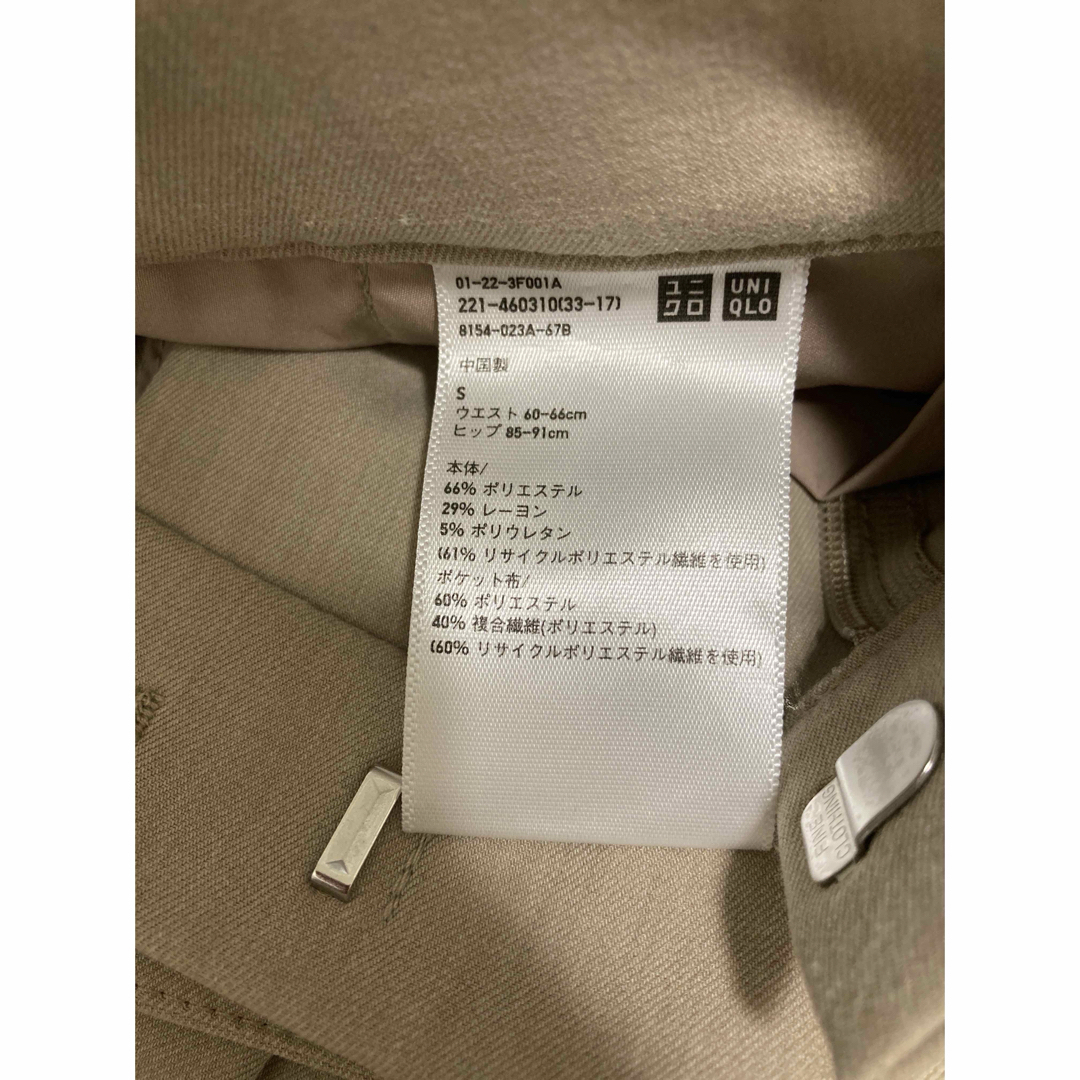 01-22-3F001A
221-460310(33-17)
8154-023A-67B
ユニ
クロ
UNI
QLO
中国製
S
ウエスト 60-66cm
ヒップ 85-91cm
本体/
66% ポリエステル
29% レーヨン
5% ポリウレタン
(61% リサイクルポリエステル繊維を使用)
ポケット布/
60% ポリエステル
40% 複合繊維(ポリエステル)
(60% リサイクルポリエステル繊維を使用)
FINE
CLOTHING